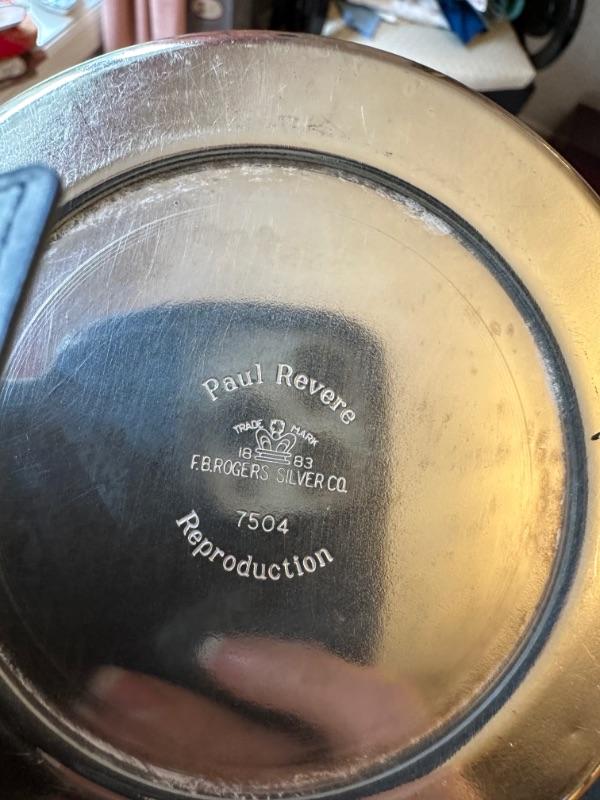 Paul Revere
TRADE MARK
18 83
F.B.ROGERS SILVER CO.
7504
Reproduction